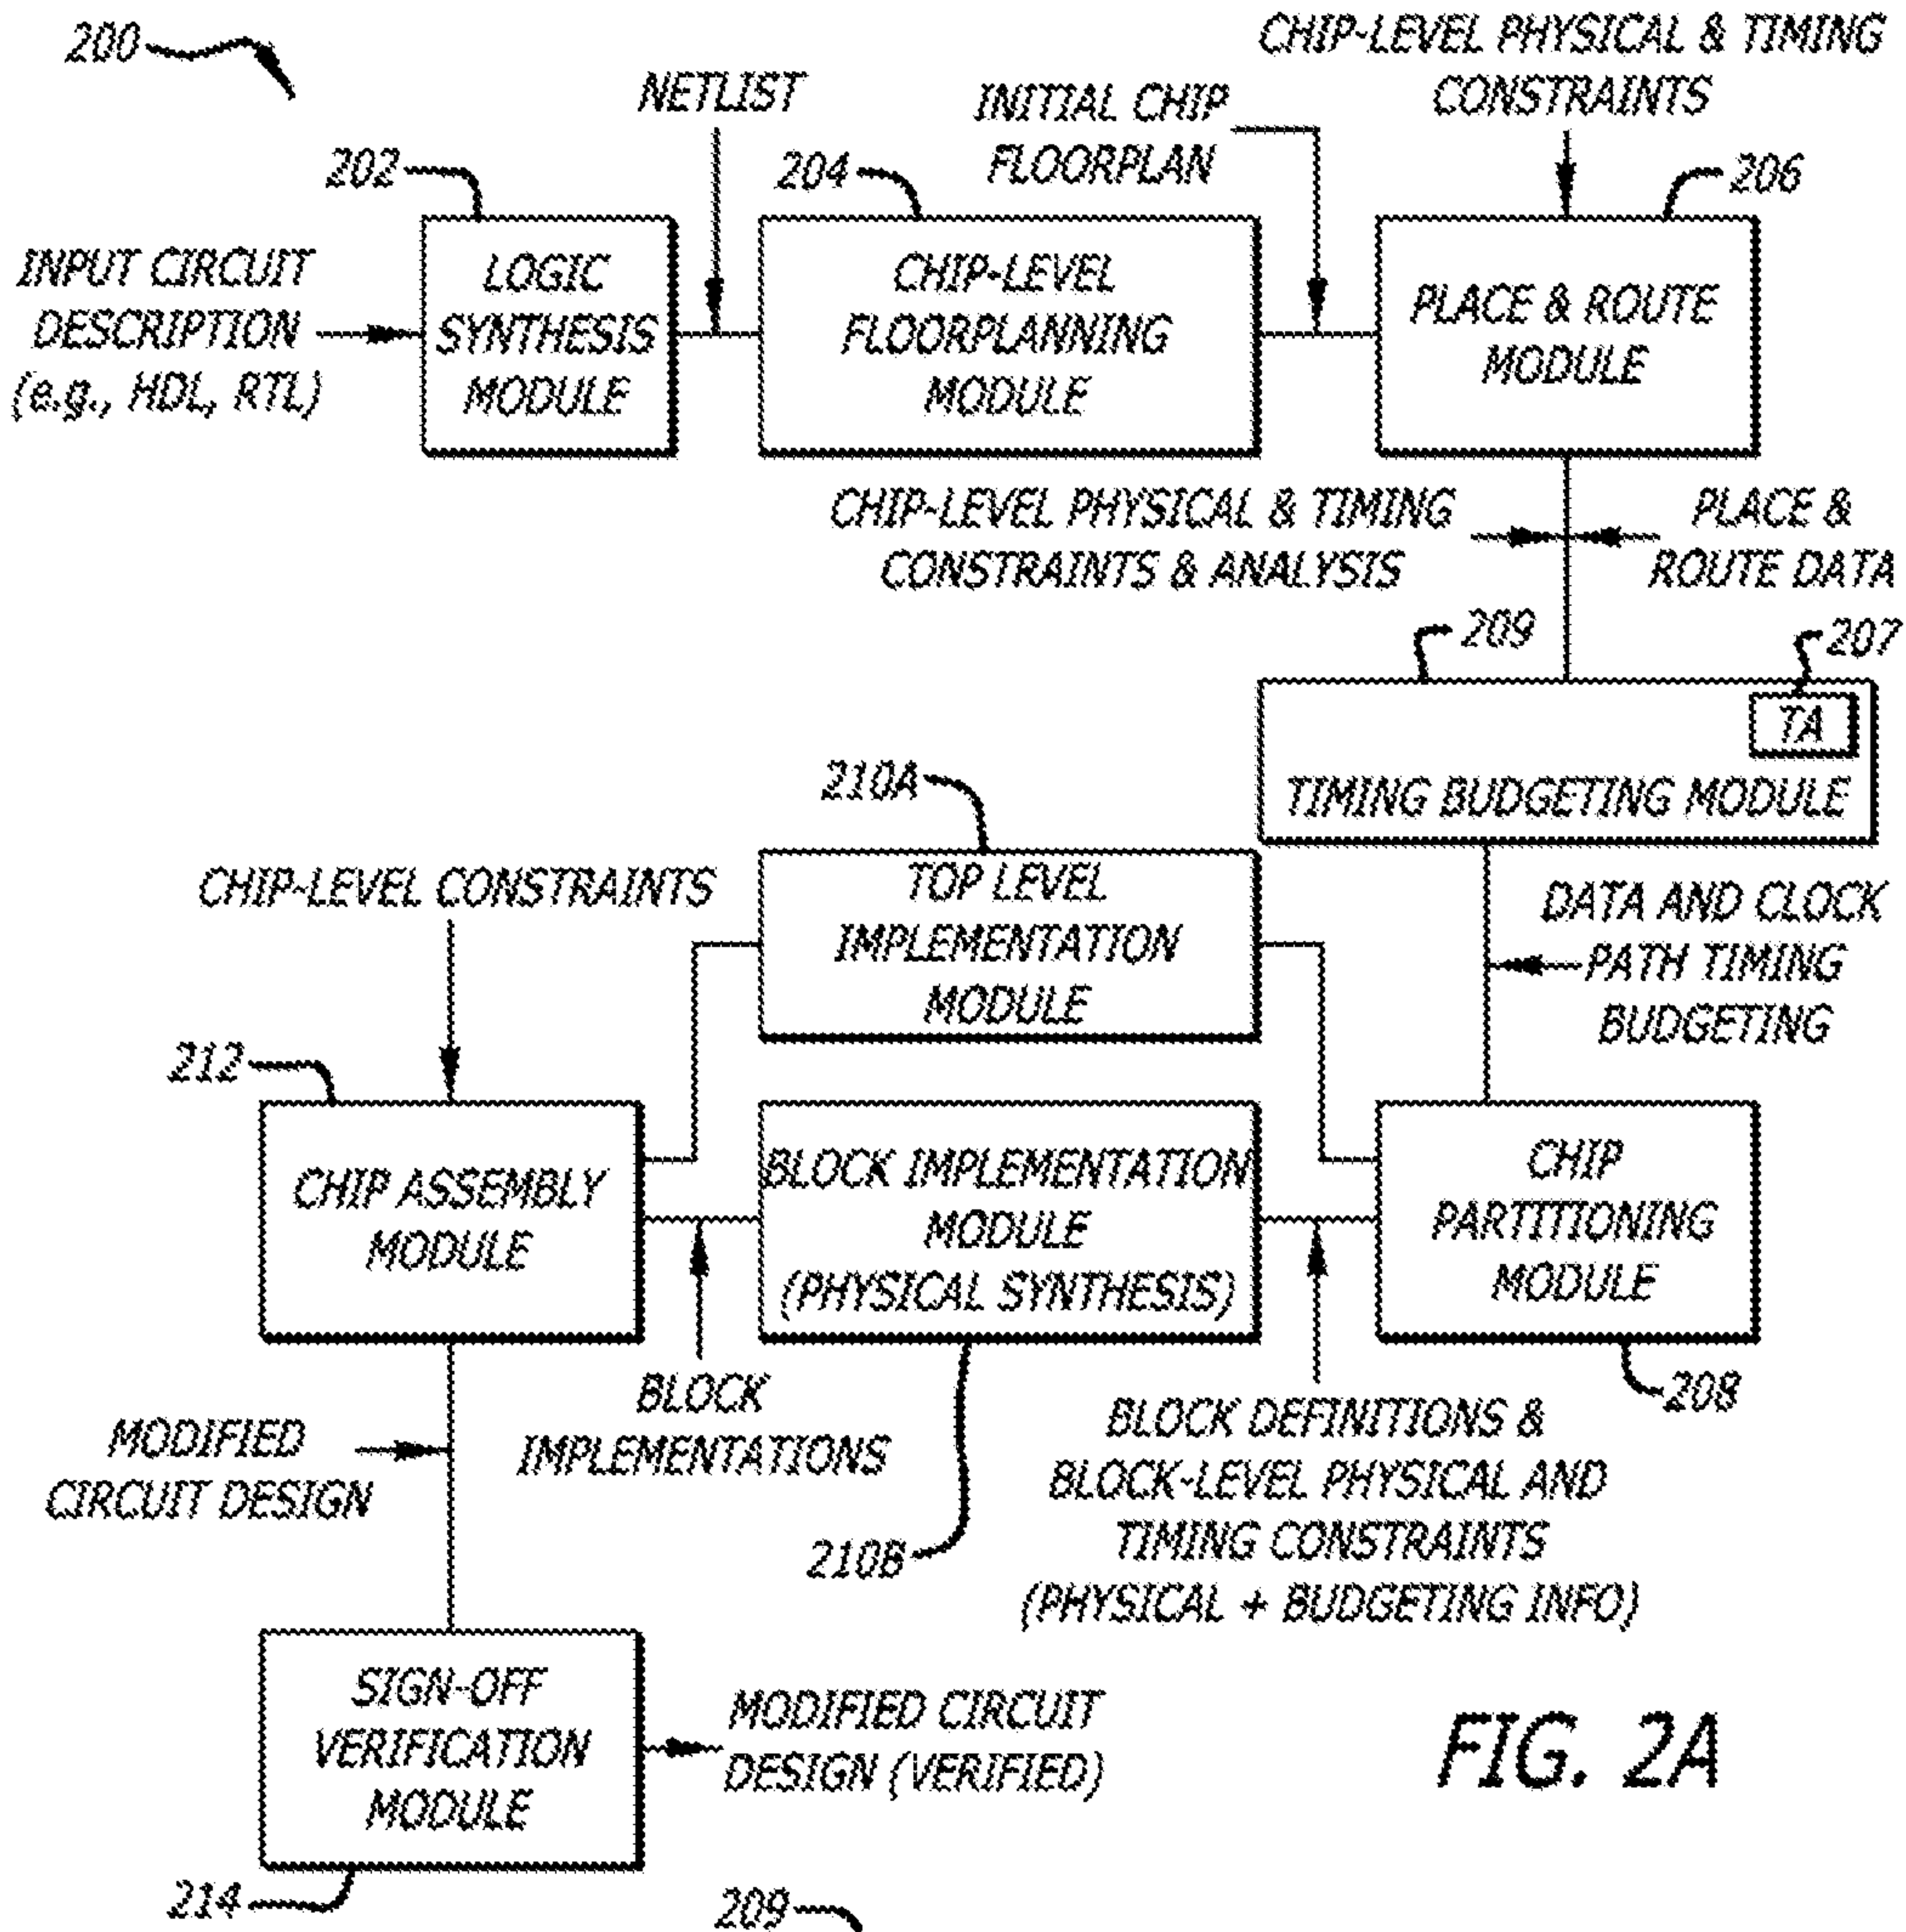 200
NETLIST
INITIAL CHIP
FLOORPLAN
CHIP-LEVEL PHYSICAL & TIMING
CONSTRAINTS
202
204
206
INPUT CIRCUIT
DESCRIPTION
(e.g., HDL, RTL)
LOGIC
SYNTHESIS
MODULE
CHIP-LEVEL
FLOORPLANNING
MODULE
PLACE & ROUTE
MODULE
CHIP-LEVEL PHYSICAL & TIMING
CONSTRAINTS & ANALYSIS
PLACE &
ROUTE DATA
209
207
TA
TIMING BUDGETING MODULE
210A
CHIP-LEVEL CONSTRAINTS
TOP LEVEL
IMPLEMENTATION
MODULE
DATA AND CLOCK
PATH TIMING
BUDGETING
212
CHIP ASSEMBLY
MODULE
BLOCK IMPLEMENTATION
MODULE
(PHYSICAL SYNTHESIS)
CHIP
PARTITIONING
MODULE
208
BLOCK
IMPLEMENTATIONS
MODIFIED
CIRCUIT DESIGN
210B
BLOCK DEFINITIONS &
BLOCK-LEVEL PHYSICAL AND
TIMING CONSTRAINTS
(PHYSICAL + BUDGETING INFO)
SIGN-OFF
VERIFICATION
MODULE
MODIFIED CIRCUIT
DESIGN (VERIFIED)
FIG. 2A
214
209